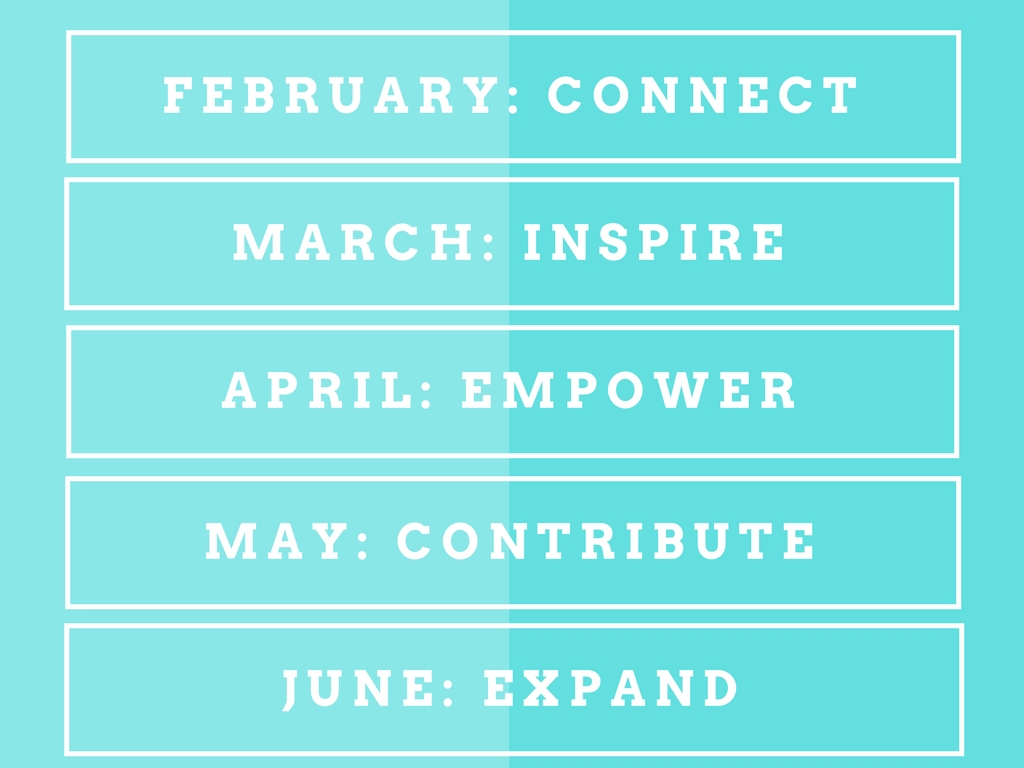 FEBRUARY: CONNECT
MARCH: INSPIRE
APRIL: EMPOWER
MAY: CONTRIBUTE
JUNE: EXPAND